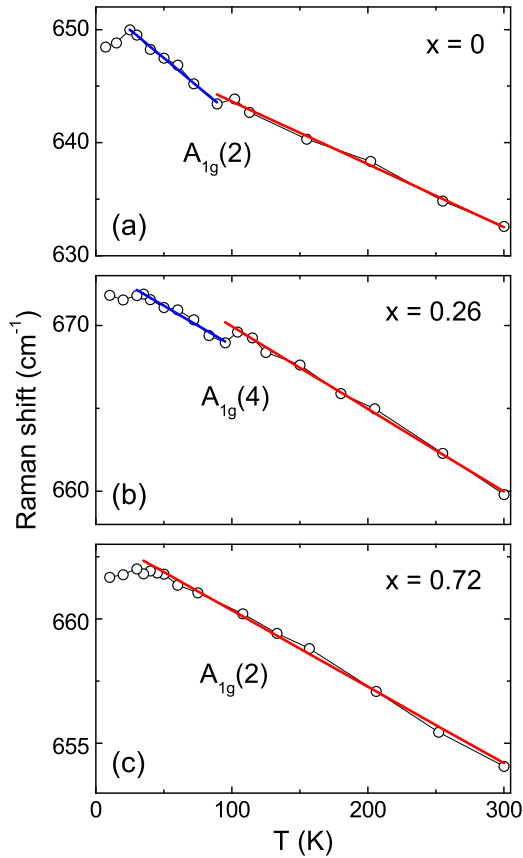 650
x = 0
640
A1g(2)
(a)
630
670
x = 0.26
A1g(4)
660
(b)
Raman shift (cm-1)
x = 0.72
660
A1g(2)
655
(c)
0 100 200 300
T (K)